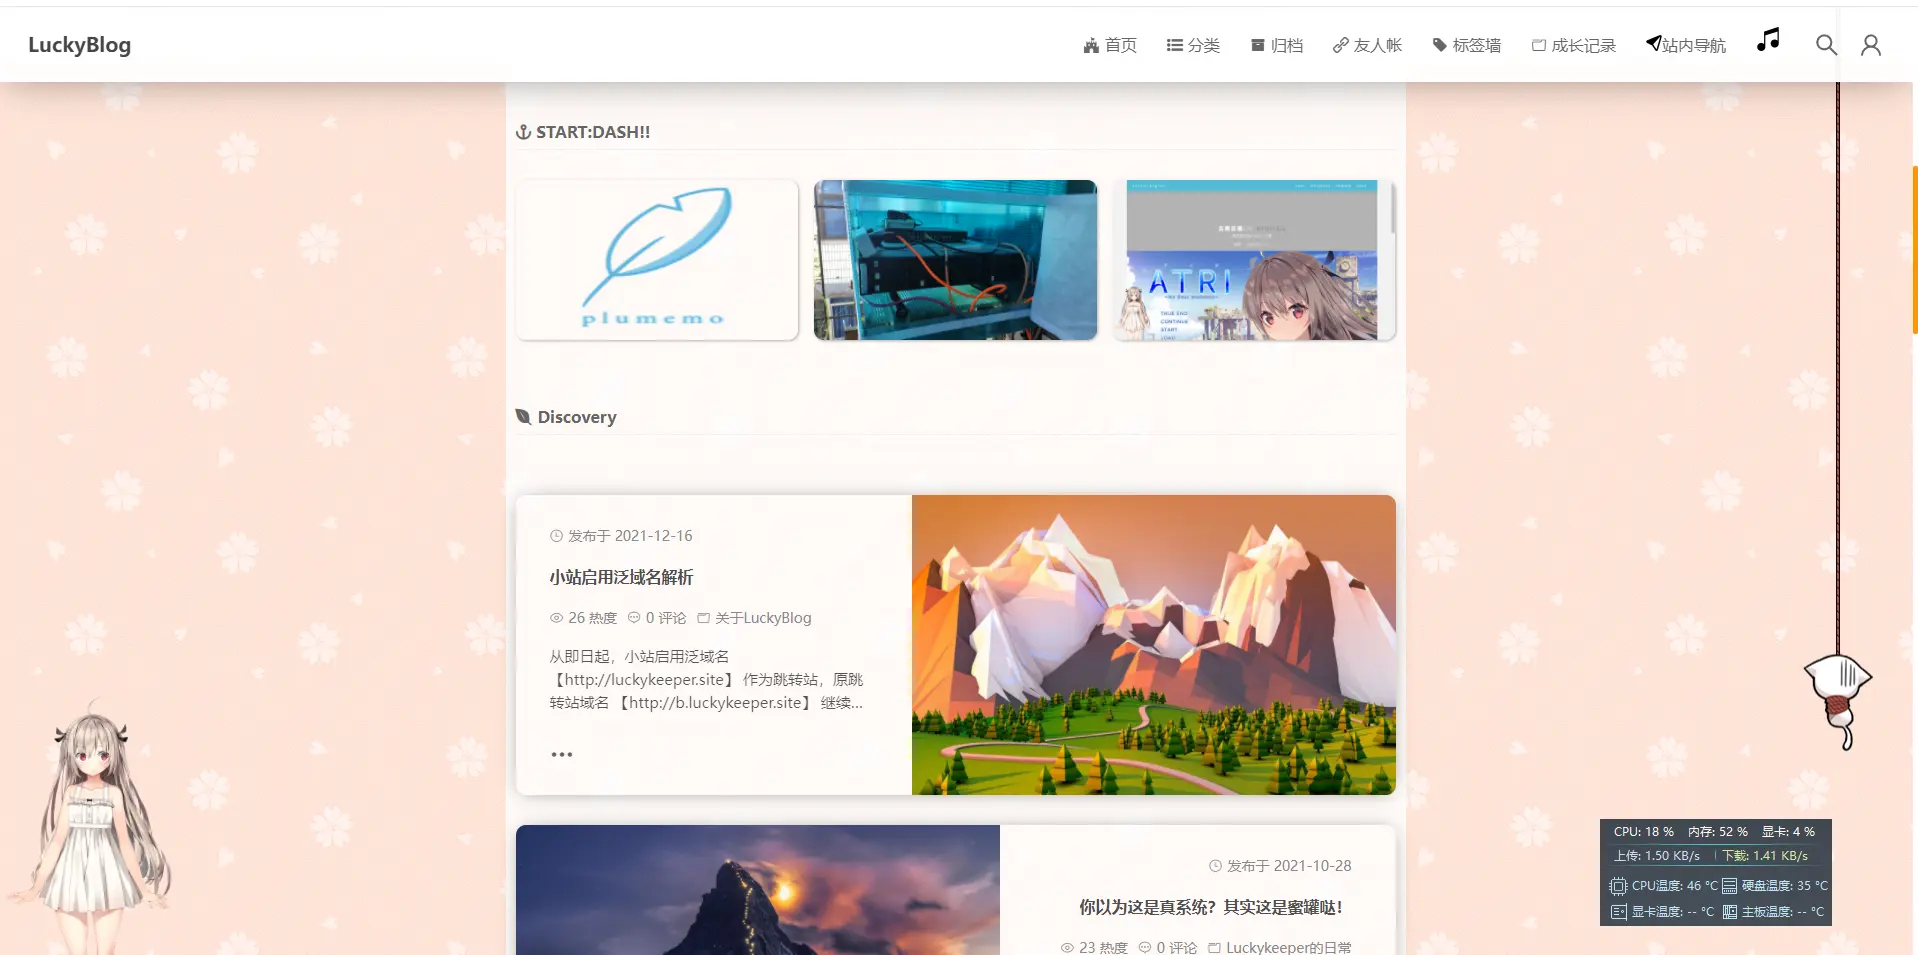 LuckyBlog
首页 分类 归档 友人帐 标签墙 成长记录 站内导航
START:DASH!!
plumemo
ATRI
TRUE END
CONTINUE
START
LOAD
Discovery
发布于 2021-12-16
小站启用泛域名解析
26 热度 0 评论 关于LuckyBlog
从即日起，小站启用泛域名
【http://luckykeeper.site】 作为跳转站，原跳
转站域名 【http://b.luckykeeper.site】 继续...
发布于 2021-10-28
你以为这是真系统？其实这是蜜罐哒！
23 热度 0 评论 Luckykeeper的日常
CPU: 18 % 内存: 52 % 显卡: 4 %
上传: 1.50 KB/s 下载: 1.41 KB/s
CPU温度: 46 °C 硬盘温度: 35 °C
显卡温度: -- °C 主板温度: -- °C